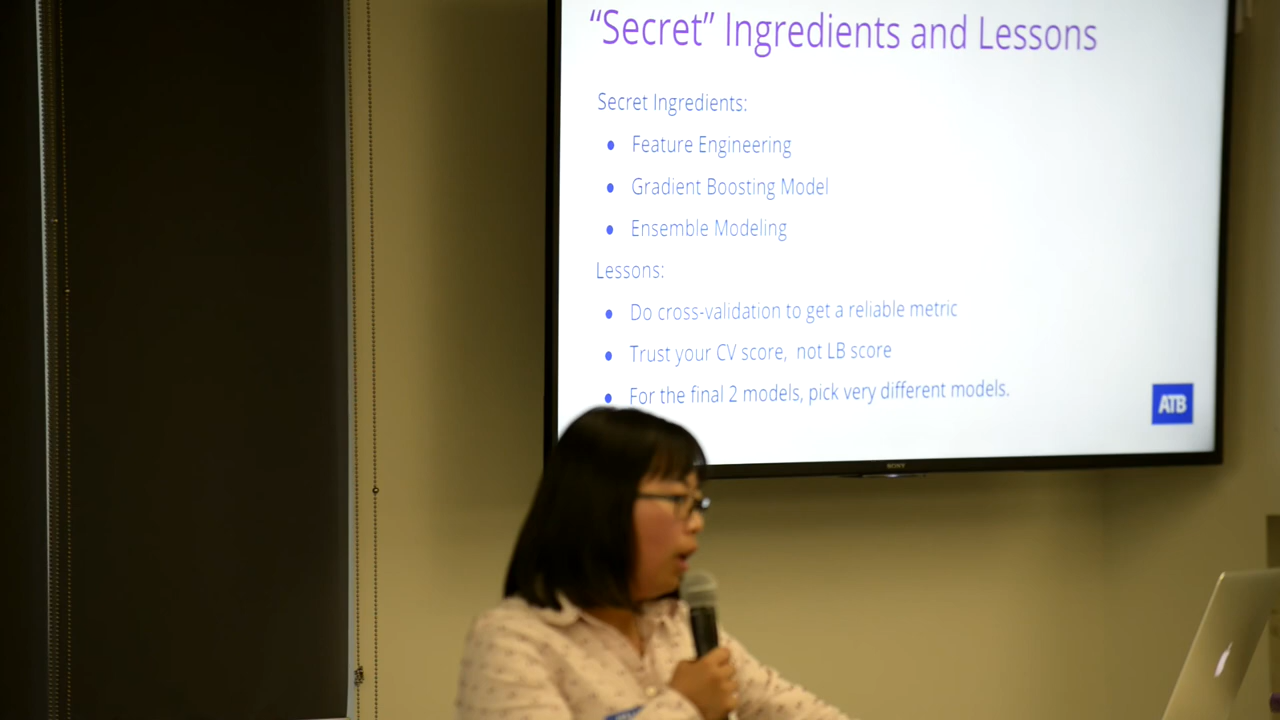 “Secret” Ingredients and Lessons
Secret Ingredients:
● Feature Engineering
● Gradient Boosting Model
● Ensemble Modeling
Lessons:
● Do cross-validation to get a reliable metric
● Trust your CV score, not LB score
● For the final 2 models, pick very different models.
ATB
SONY